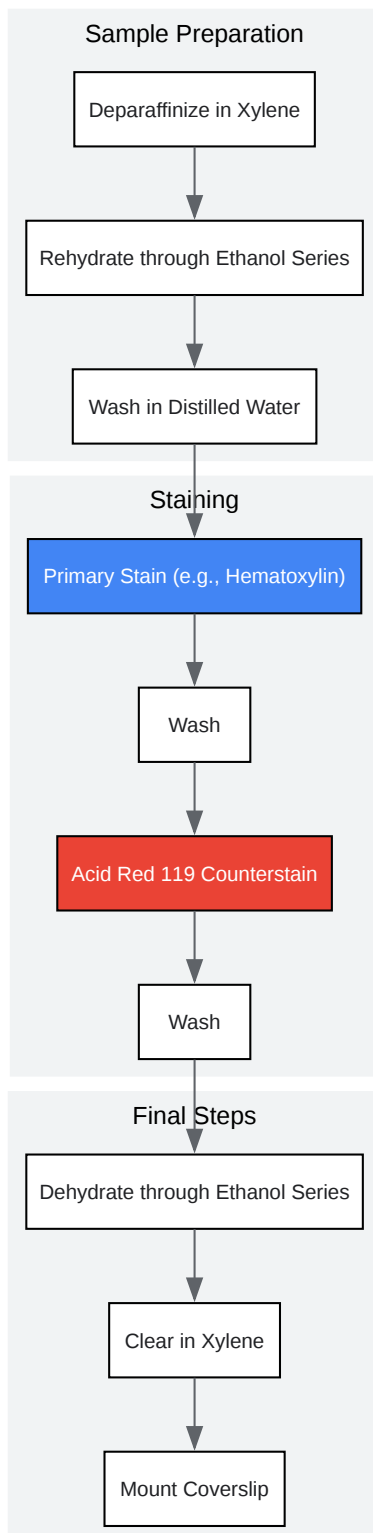 Sample Preparation
Deparaffinize in Xylene
Rehydrate through Ethanol Series
Wash in Distilled Water
Staining
Primary Stain (e.g., Hematoxylin)
Wash
Acid Red 119 Counterstain
Wash
Final Steps
Dehydrate through Ethanol Series
Clear in Xylene
Mount Coverslip